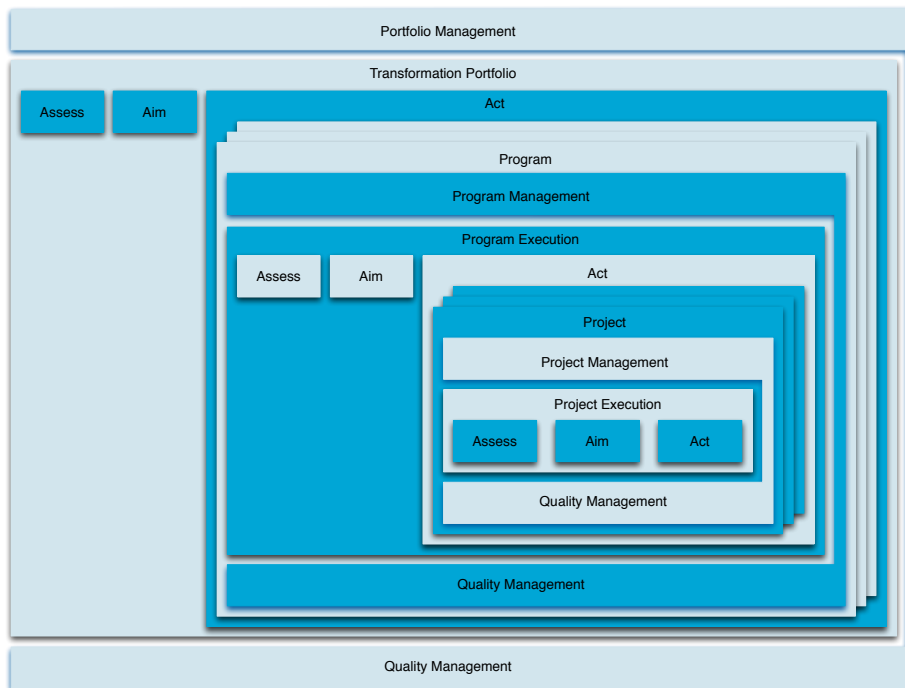 Portfolio Management
Transformation Portfolio
Assess
Aim
Act
Program
Program Management
Program Execution
Assess
Aim
Act
Project
Project Management
Project Execution
Assess
Aim
Act
Quality Management
Quality Management
Quality Management